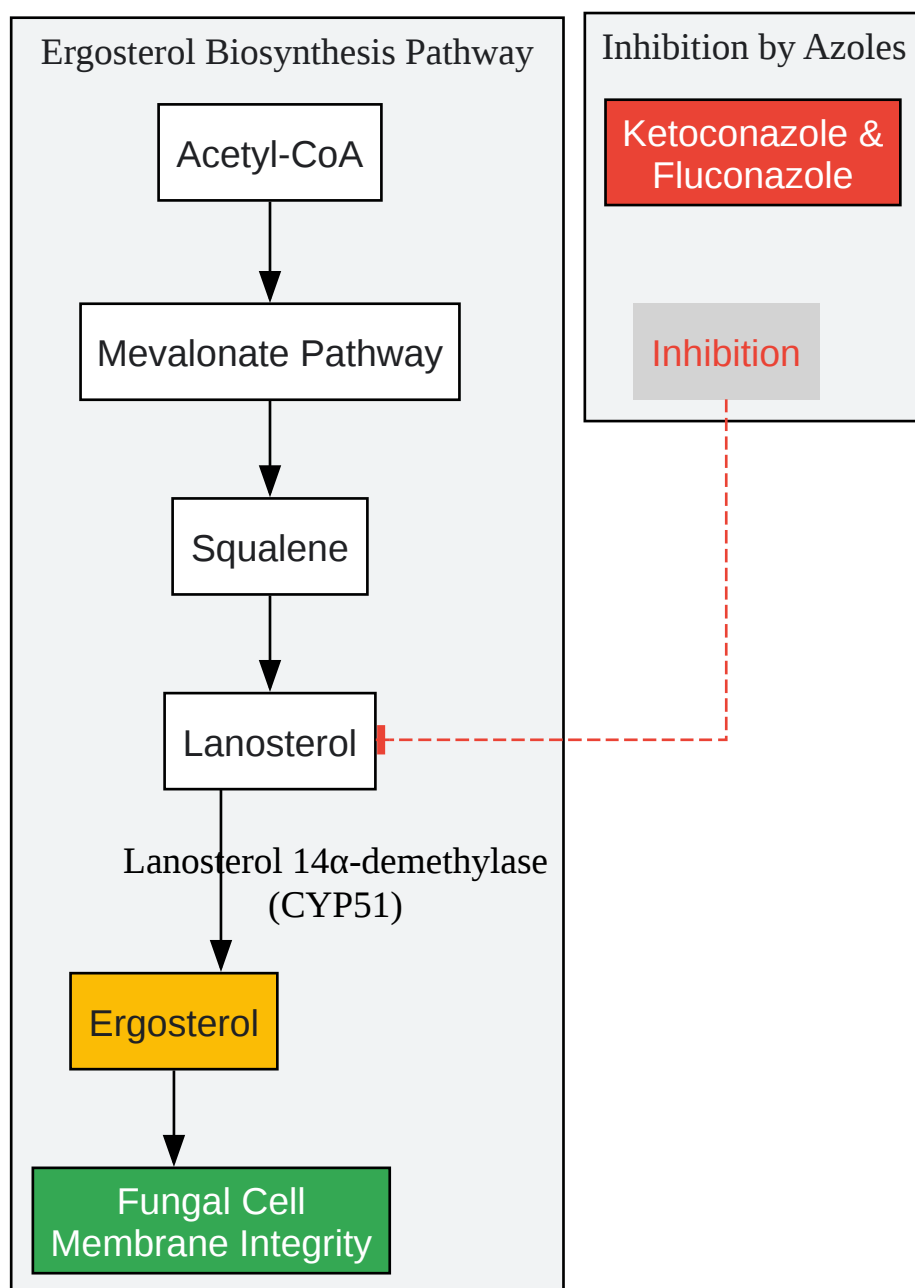 Ergosterol Biosynthesis Pathway
Acetyl-CoA
Mevalonate Pathway
Squalene
Lanosterol
Lanosterol 14α-demethylase
(CYP51)
Ergosterol
Fungal Cell
Membrane Integrity
Inhibition by Azoles
Ketoconazole &
Fluconazole
Inhibition